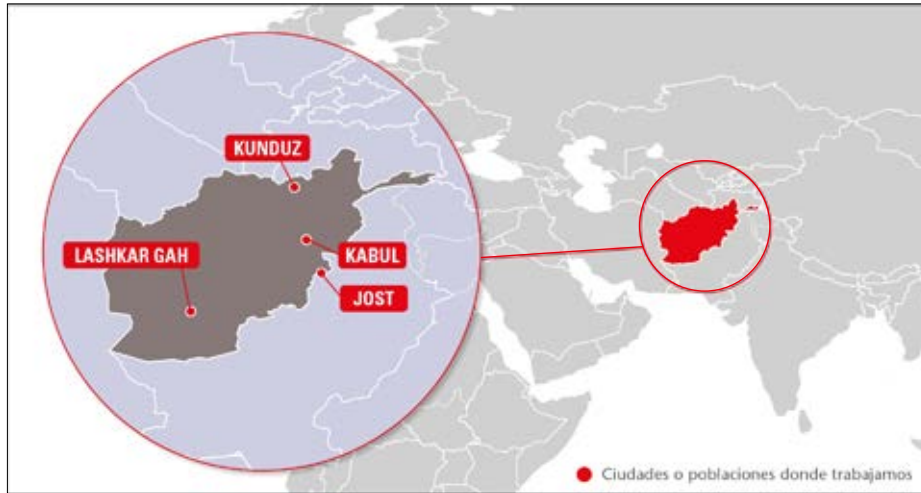 KUNDUZ
LASHKAR GAH
KABUL
JOST
Ciudades o poblaciones donde trabajamos